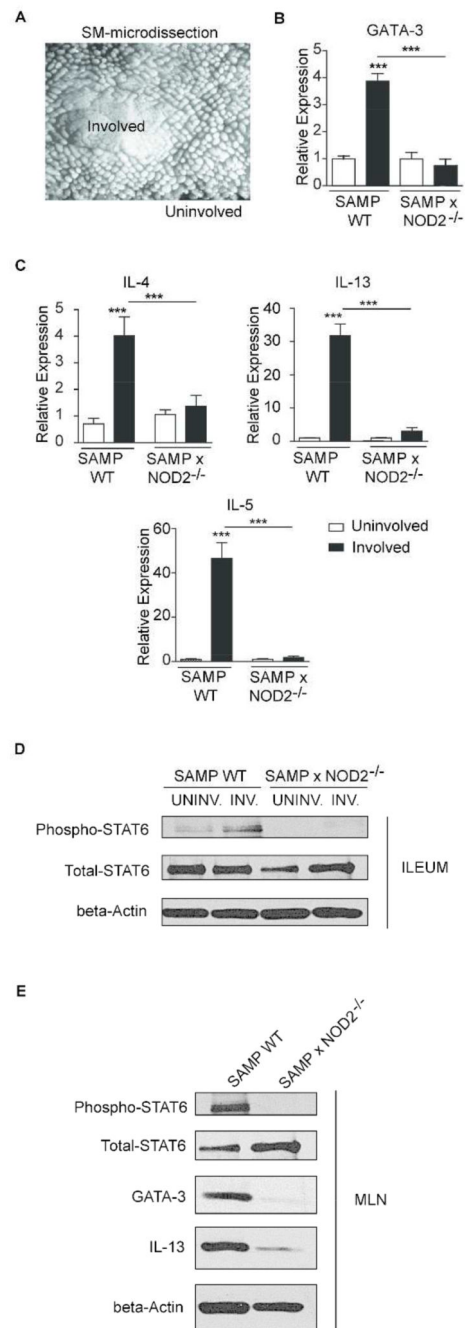 A
SM-microdissection
Involved
Uninvolved
B
GATA-3
Relative Expression
5
4
3
2
1
0
***
***
SAMP
WT
SAMP x
NOD2-/-
C
IL-4
Relative Expression
5
4
3
2
1
0
***
***
SAMP
WT
SAMP x
NOD2-/-
IL-13
Relative Expression
40
30
20
10
0
***
***
SAMP
WT
SAMP x
NOD2-/-
IL-5
Relative Expression
60
40
20
0
***
***
SAMP
WT
SAMP x
NOD2-/-
Uninvolved
Involved
D
SAMP WT SAMP x NOD2-/-
UNINV. INV. UNINV. INV.
Phospho-STAT6
Total-STAT6
beta-Actin
ILEUM
E
SAMP WT
SAMP x NOD2-/-
Phospho-STAT6
Total-STAT6
GATA-3
IL-13
beta-Actin
MLN